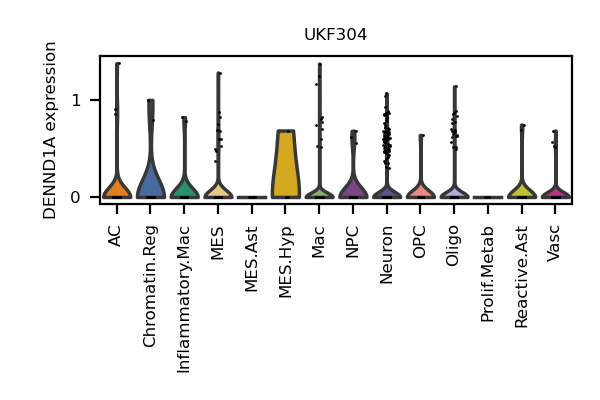 UKF304
DENND1A expression
1
0
AC
Chromatin.Reg
Inflammatory.Mac
MES
MES.Ast
MES.Hyp
Mac
NPC
Neuron
OPC
Oligo
Prolif.Metab
Reactive.Ast
Vasc